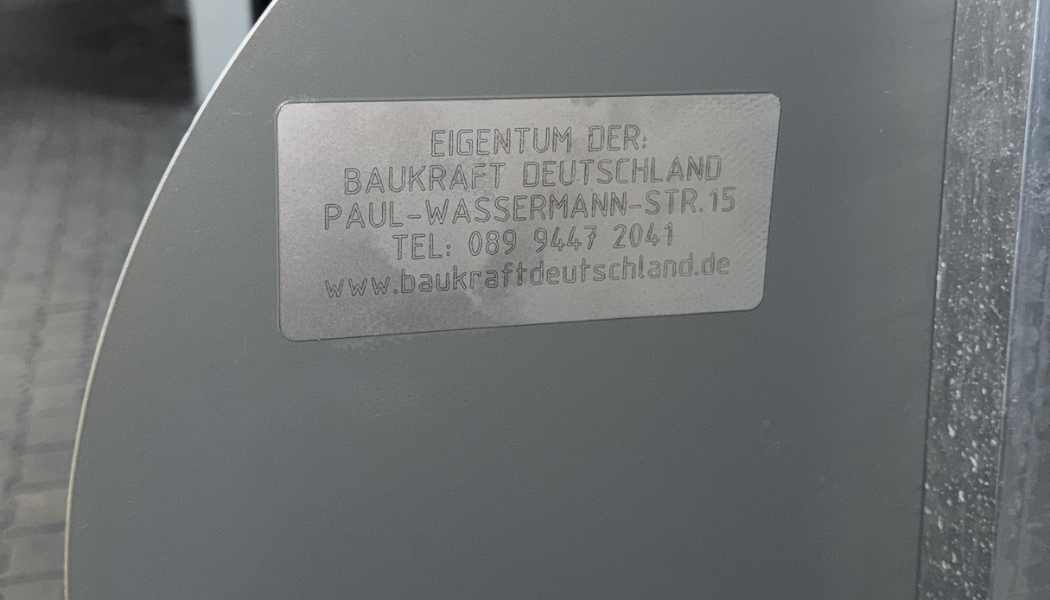 EIGENTUM DER:
BAUKRAFT DEUTSCHLAND
PAUL-WASSERMANN-STR.15
TEL: 089 9447 2041
www.baukraftdeutschland.de